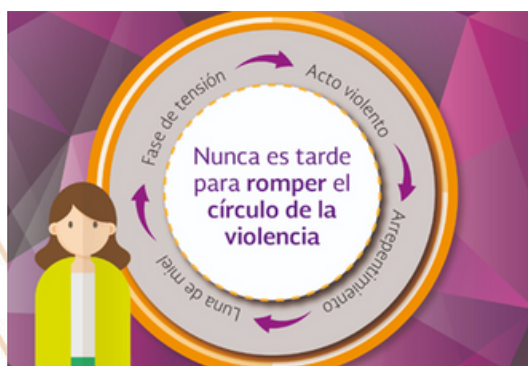 Fase de tensión
Acto violento
Arrepentimiento
Luna de miel
Nunca es tarde
para romper el
círculo de la
violencia